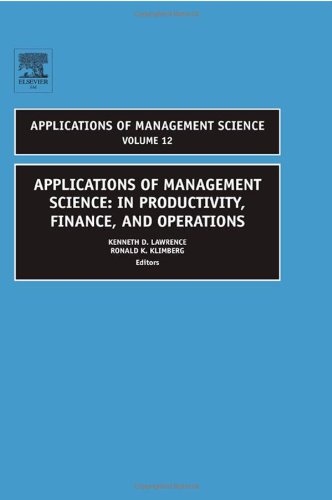 ELSEVIER
APPLICATIONS OF MANAGEMENT SCIENCE
VOLUME 12
APPLICATIONS OF MANAGEMENT
SCIENCE: IN PRODUCTIVITY,
FINANCE, AND OPERATIONS
KENNETH D. LAWRENCE
RONALD K. KLIMBERG
Editors